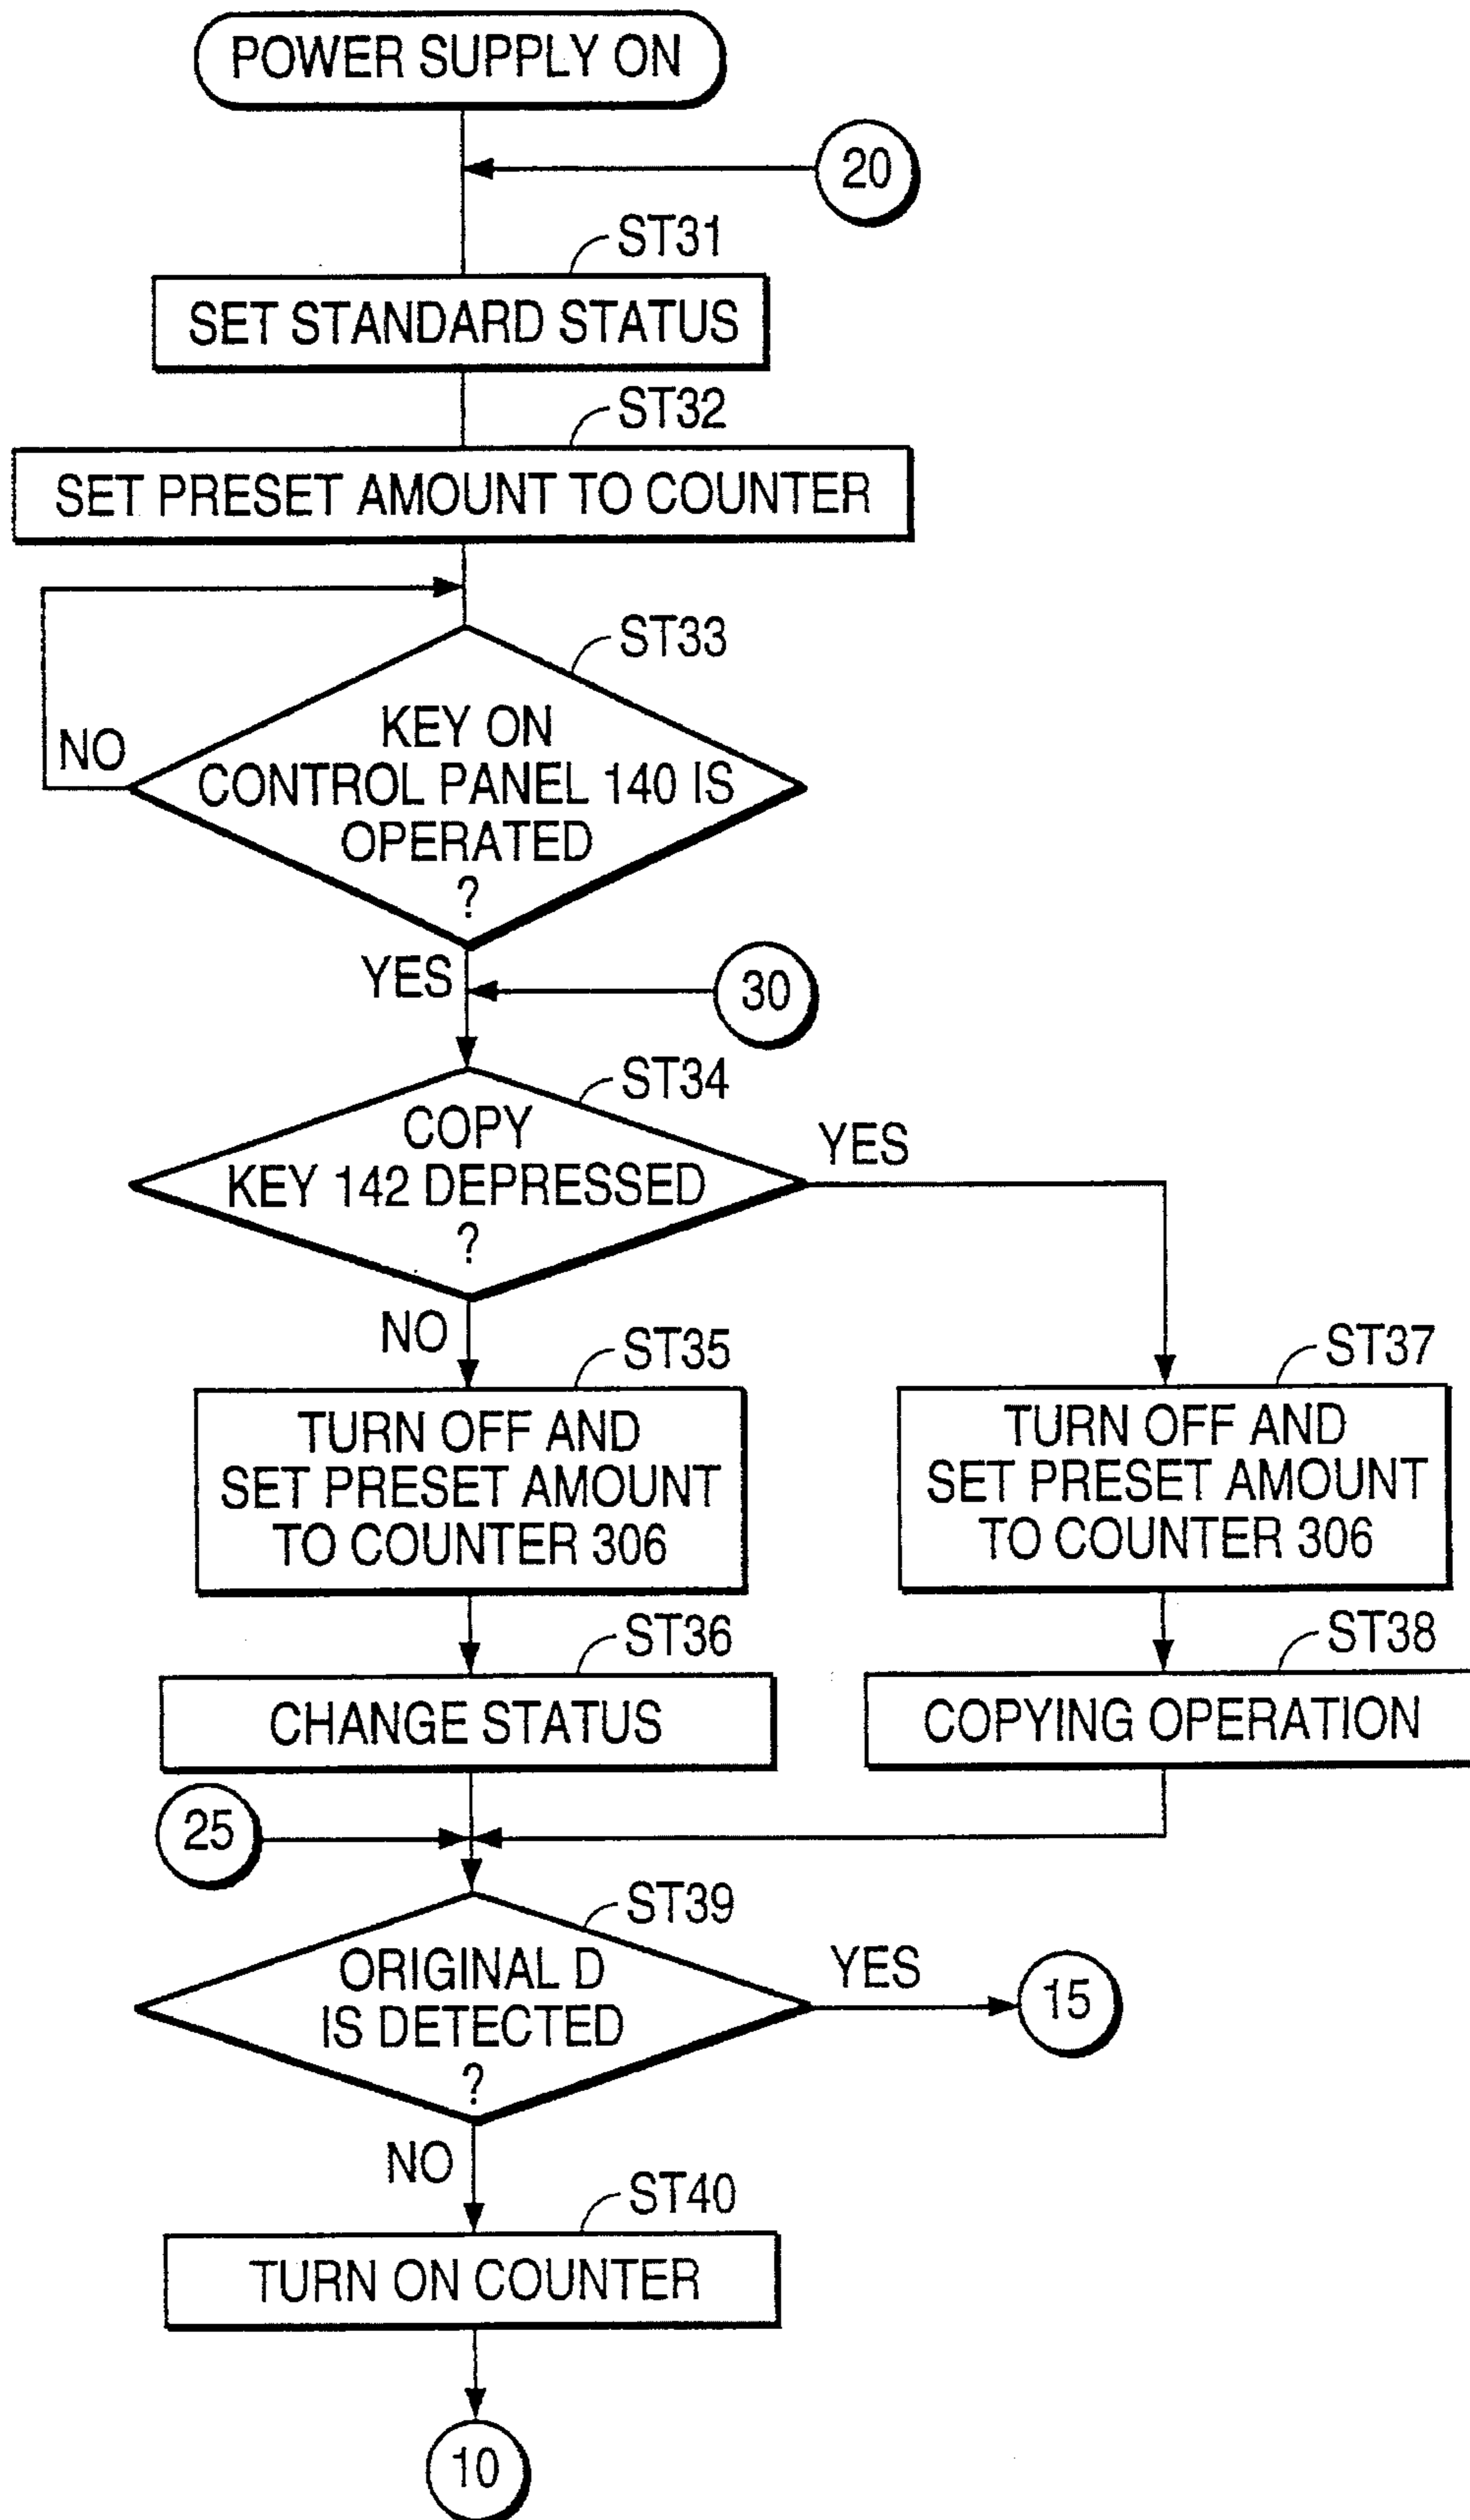 POWER SUPPLY ON
20
ST31
SET STANDARD STATUS
ST32
SET PRESET AMOUNT TO COUNTER
ST33
KEY ON
CONTROL PANEL 140 IS
OPERATED
?
NO
YES
30
ST34
COPY
KEY 142 DEPRESSED
?
YES
NO
ST35
TURN OFF AND
SET PRESET AMOUNT
TO COUNTER 306
ST37
TURN OFF AND
SET PRESET AMOUNT
TO COUNTER 306
ST36
CHANGE STATUS
ST38
COPYING OPERATION
25
ST39
ORIGINAL D
IS DETECTED
?
YES
15
NO
ST40
TURN ON COUNTER
10